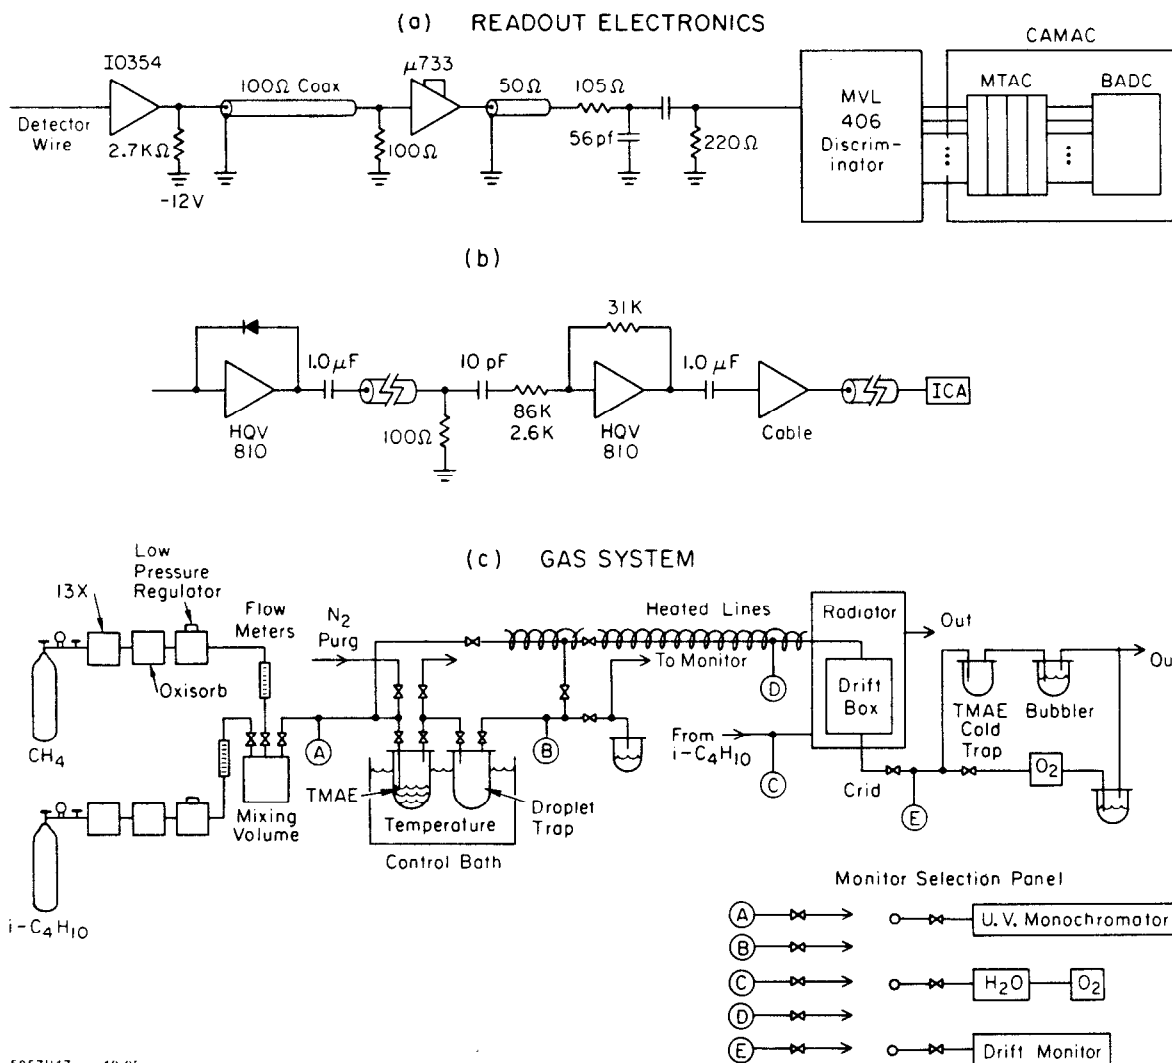 (a) READOUT ELECTRONICS
CAMAC
IO354
μ733
100Ω Coax
50Ω
105Ω
MTAC
BADC
MVL
406
Discrim-
inator
Detector
Wire
2.7KΩ
100Ω
56pf
220Ω
-12V
(b)
31K
1.0μF
10 pF
1.0μF
ICA
86K
2.6K
100Ω
HQV
810
HQV
810
Cable
(c) GAS SYSTEM
Low
Pressure
Regulator
13X
Flow
Meters
N2
Purg
Heated Lines
Radiator
Out
Oxisorb
To Monitor
Out
D
Drift
Box
TMAE
Cold
Trap
Bubbler
CH4
A
B
From
i-C4H10
C
TMAE
Mixing
Volume
Temperature
Droplet
Trap
Control Bath
Crid
E
O2
i-C4H10
Monitor Selection Panel
A
U.V. Monochromator
B
C
H2O
O2
D
E
Drift Monitor